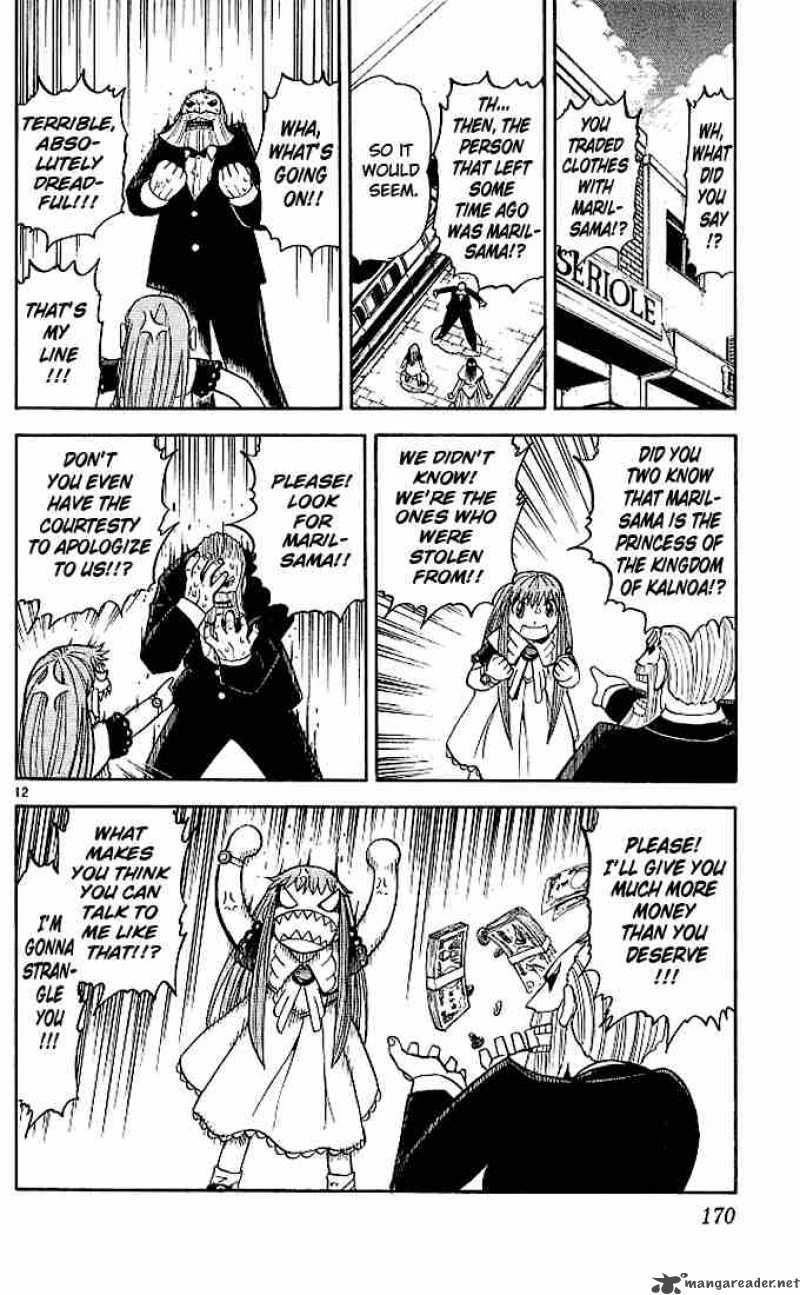 WH,
WHAT
DID
YOU
SAY
!?
YOU
TRADED
CLOTHES
WITH
MARIL-
SAMA!?
SERIOLE
TH...
THEN, THE
PERSON
THAT LEFT
SOME
TIME AGO
WAS MARIL-
SAMA!?
SO IT
WOULD
SEEM.
WHA,
WHAT'S
GOING
ON!!
TERRIBLE,
ABSO-
LUTELY
DREAD-
FUL!!!
THAT'S
MY
LINE
!!!
DID YOU
TWO KNOW
THAT MARIL-
SAMA IS THE
PRINCESS OF
THE KINGDOM
OF KALNOA!?
WE DIDN'T
KNOW!
WE'RE THE
ONES WHO
WERE
STOLEN
FROM!!
PLEASE!
LOOK
FOR
MARIL-
SAMA!!
DON'T
YOU EVEN
HAVE THE
COURTESTY
TO APOLOGIZE
TO US!!?
12
PLEASE!
I'LL GIVE YOU
MUCH MORE
MONEY
THAN YOU
DESERVE
!!!
WHAT
MAKES
YOU THINK
YOU CAN
TALK TO
ME LIKE
THAT!!?
I'M
GONNA
STRAN-
GLE
YOU
!!!
170
mangareader.net